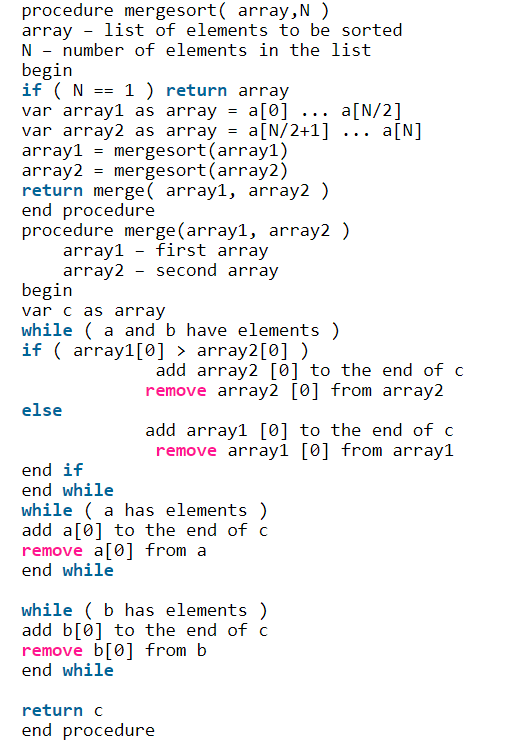 procedure mergesort( array,N )
array – list of elements to be sorted
N – number of elements in the list
begin
if ( N == 1 ) return array
var array1 as array = a[0] ... a[N/2]
var array2 as array = a[N/2+1] ... a[N]
array1 = mergesort(array1)
array2 = mergesort(array2)
return merge( array1, array2 )
end procedure
procedure merge(array1, array2 )
array1 – first array
array2 – second array
begin
var c as array
while ( a and b have elements )
if ( array1[0] > array2[0] )
add array2 [0] to the end of c
remove array2 [0] from array2
else
add array1 [0] to the end of c
remove array1 [0] from array1
end if
end while
while ( a has elements )
add a[0] to the end of c
remove a[0] from a
end while
while ( b has elements )
add b[0] to the end of c
remove b[0] from b
end while
return c
end procedure